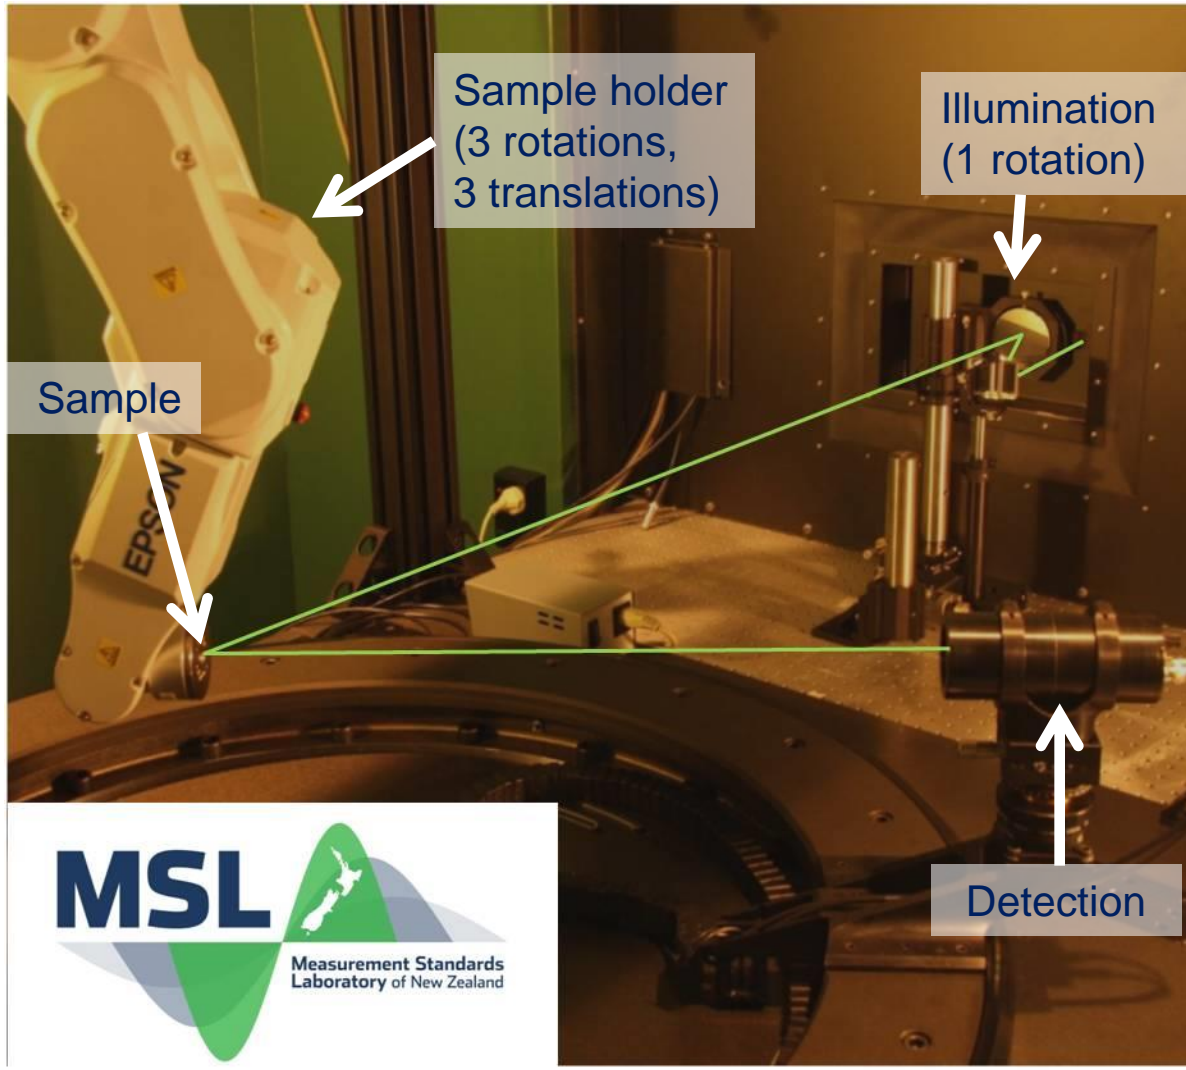 Sample holder
(3 rotations,
3 translations)
Illumination
(1 rotation)
Sample
EPSON
Detection
MSL
Measurement Standards
Laboratory of New Zealand